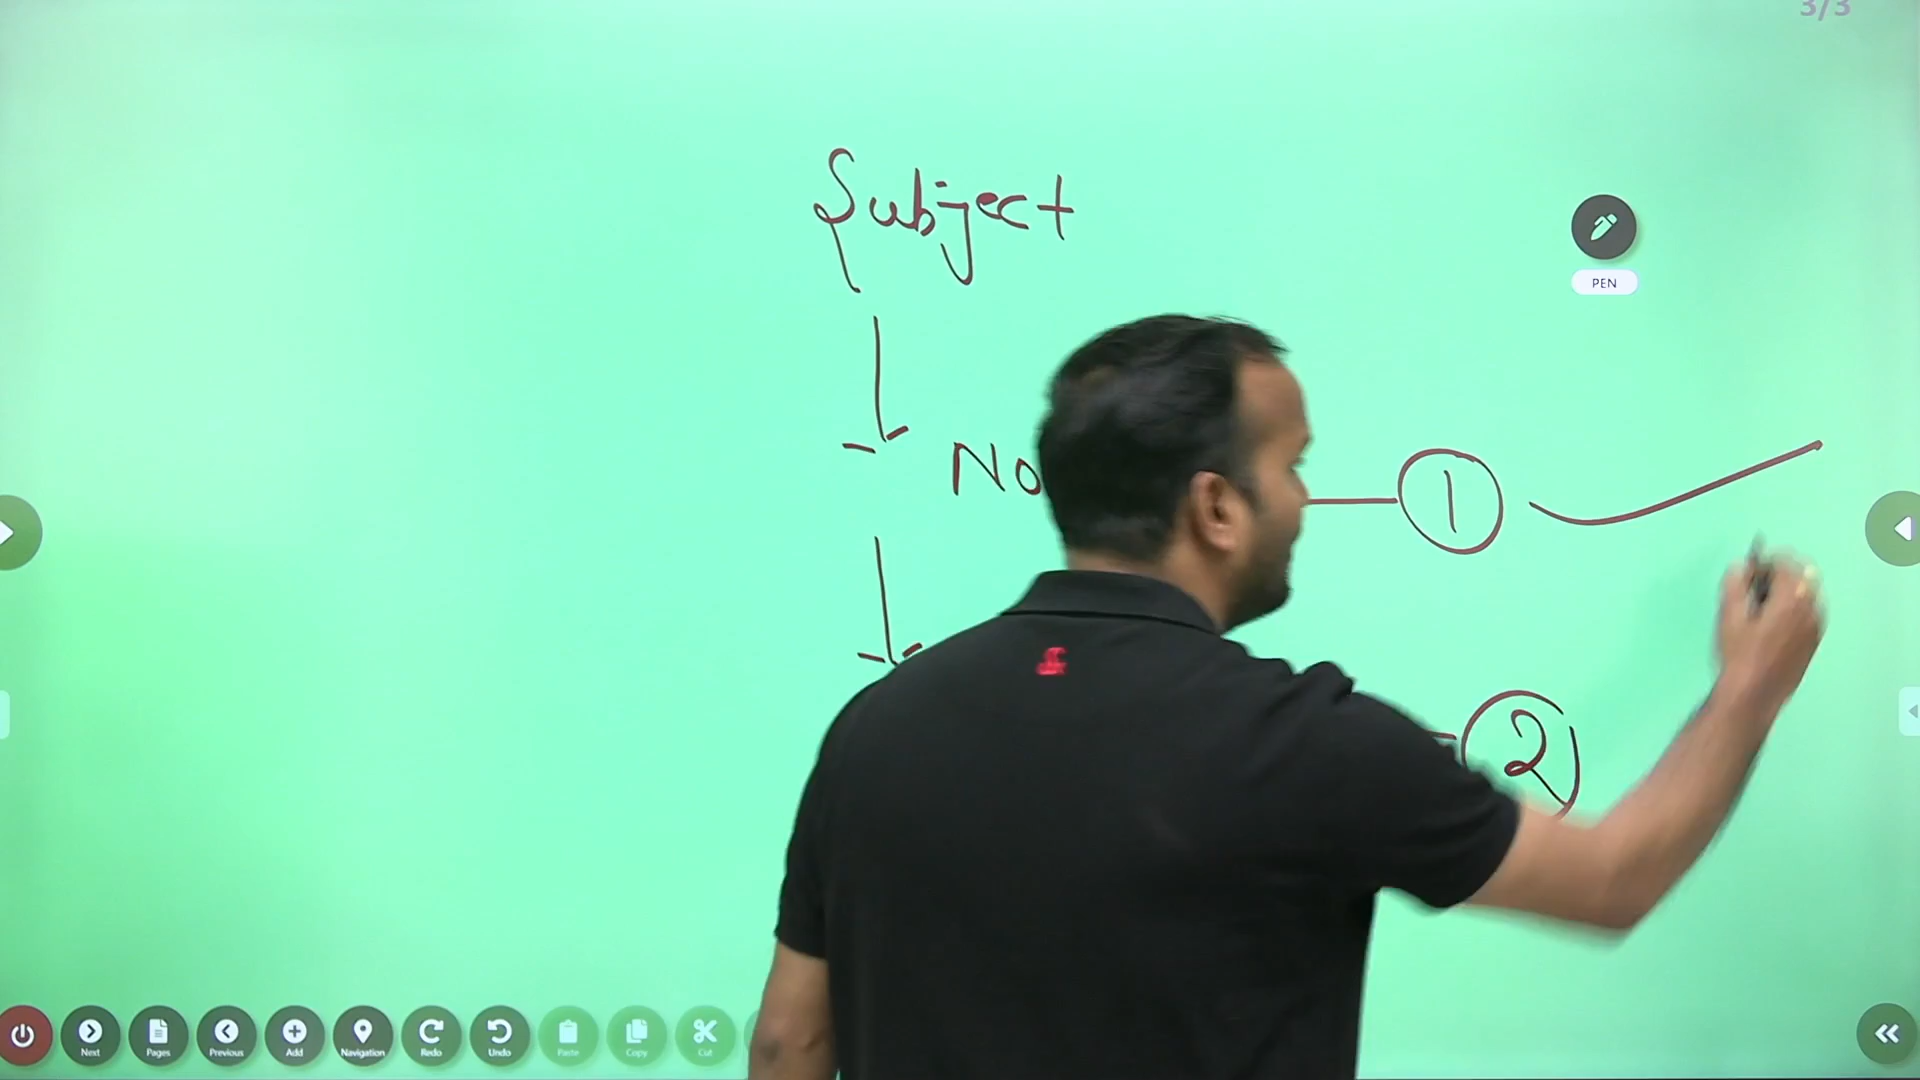 3/3
Subject
PEN
No
1
2
Next Pages Previous Add Navigation Redo Undo Paste Copy Cut